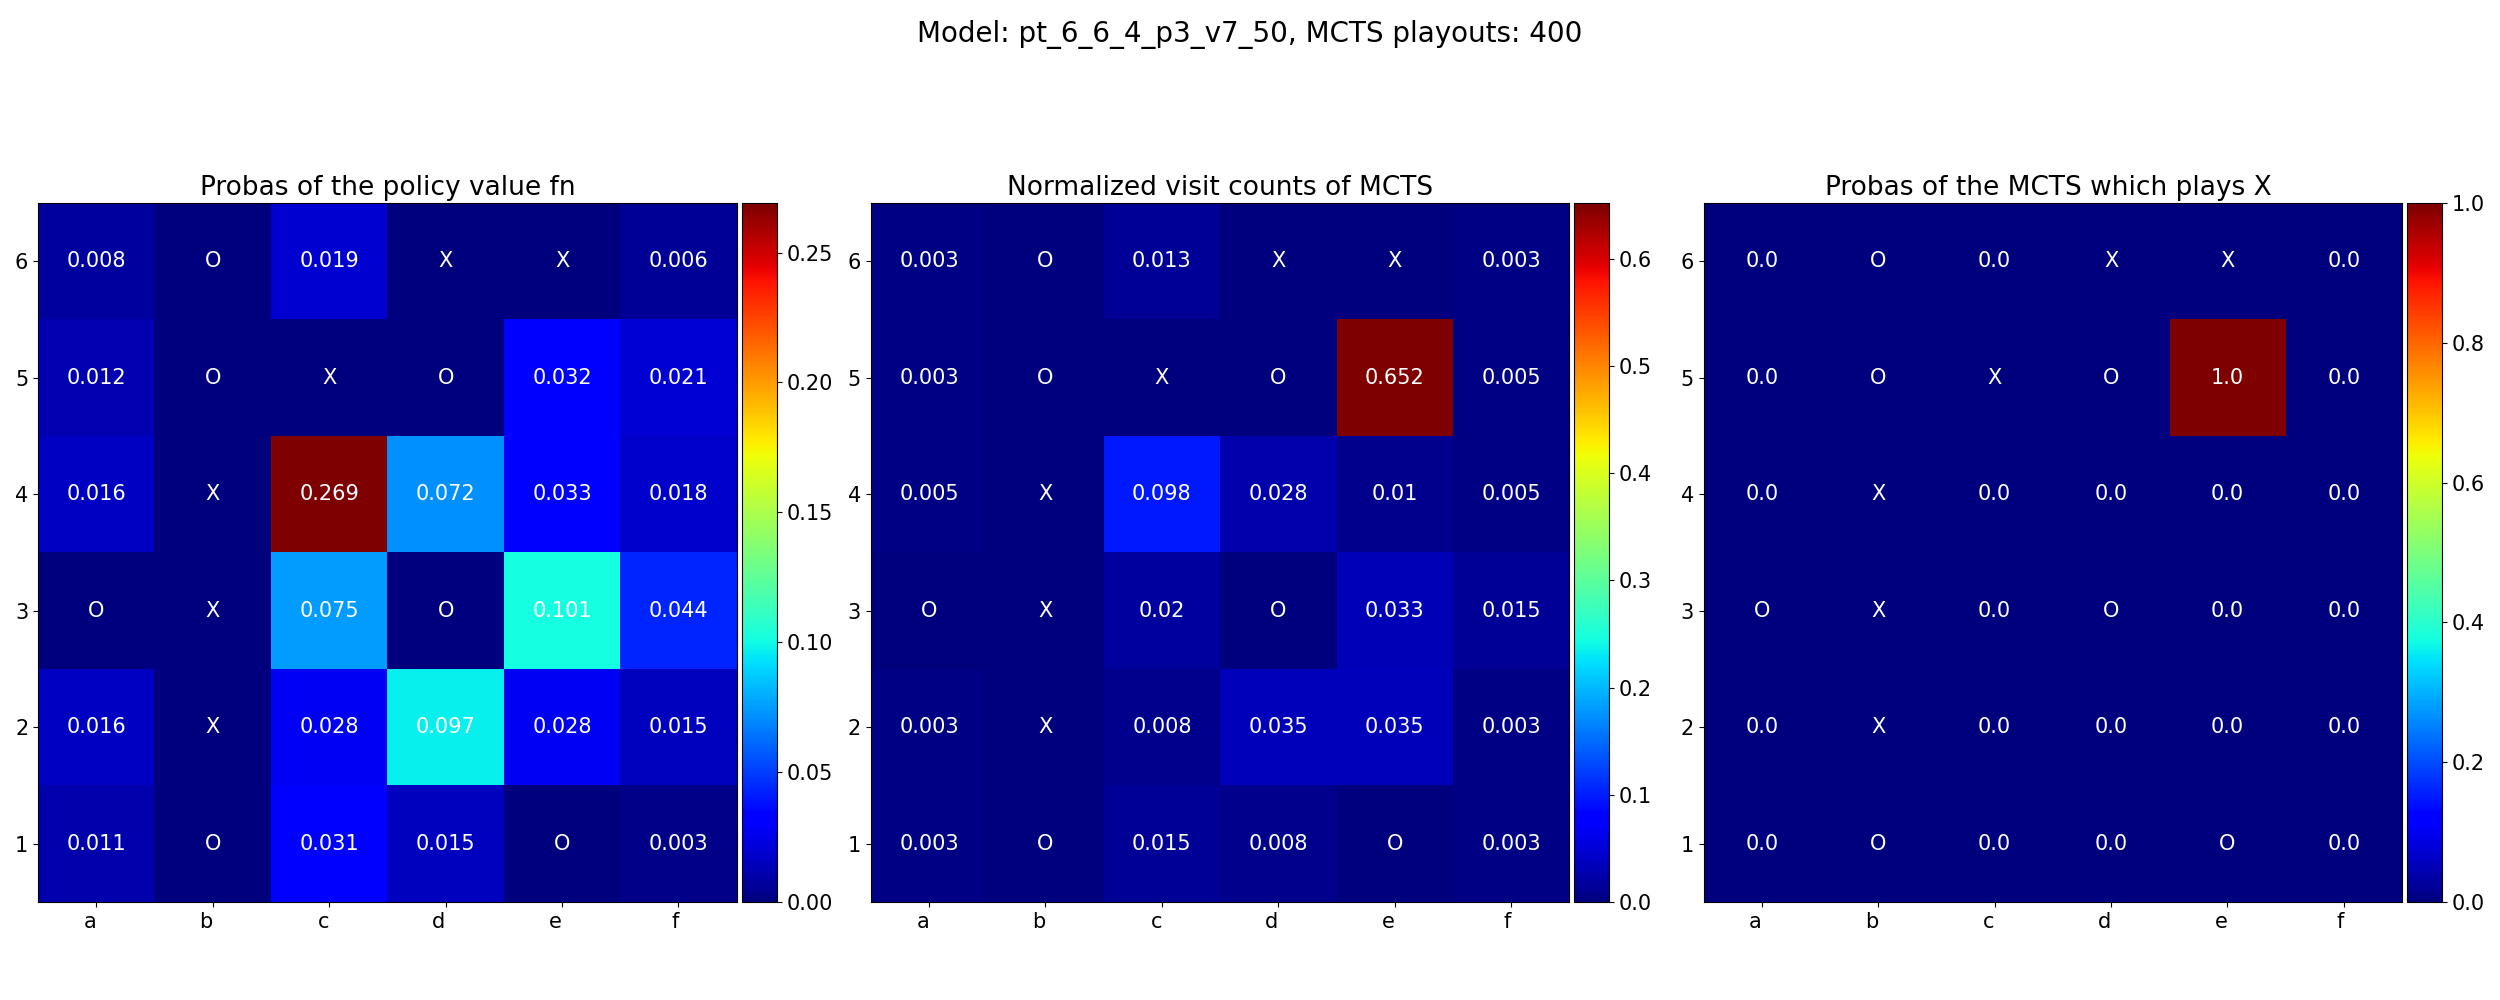 Model: pt_6_6_4_p3_v7_50, MCTS playouts: 400
Probas of the policy value fn
6 0.008 O 0.019 X X 0.006
5 0.012 O X O 0.032 0.021
4 0.016 X 0.269 0.072 0.033 0.018
3 O X 0.075 O 0.101 0.044
2 0.016 X 0.028 0.097 0.028 0.015
1 0.011 O 0.031 0.015 O 0.003
a b c d e f
0.25
0.20
0.15
0.10
0.05
0.00
Normalized visit counts of MCTS
6 0.003 O 0.013 X X 0.003
5 0.003 O X O 0.652 0.005
4 0.005 X 0.098 0.028 0.01 0.005
3 O X 0.02 O 0.033 0.015
2 0.003 X 0.008 0.035 0.035 0.003
1 0.003 O 0.015 0.008 O 0.003
a b c d e f
0.6
0.5
0.4
0.3
0.2
0.1
0.0
Probas of the MCTS which plays X
6 0.0 O 0.0 X X 0.0
5 0.0 O X O 1.0 0.0
4 0.0 X 0.0 0.0 0.0 0.0
3 O X 0.0 O 0.0 0.0
2 0.0 X 0.0 0.0 0.0 0.0
1 0.0 O 0.0 0.0 O 0.0
a b c d e f
1.0
0.8
0.6
0.4
0.2
0.0